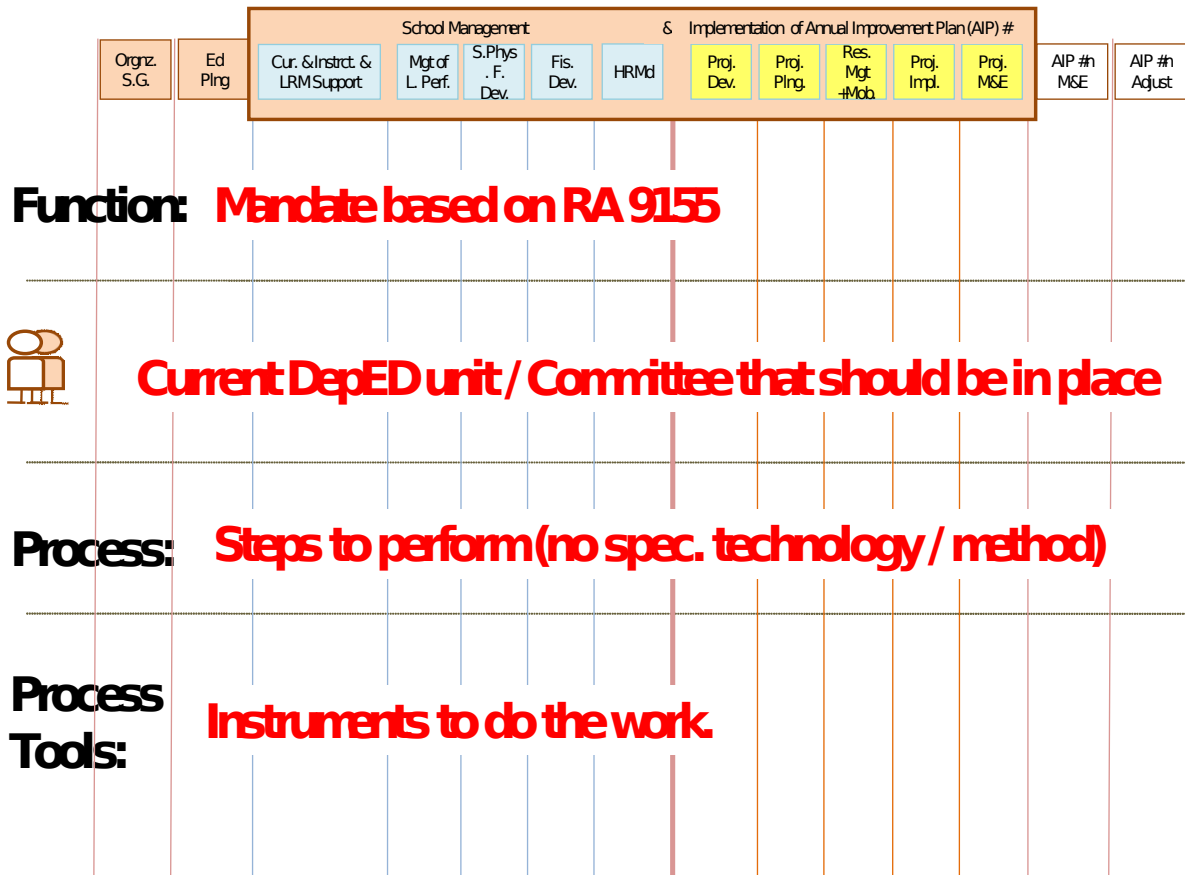 School Management & Implementation of Annual Improvement Plan (AIP) #
Orgnz.
S.G.
Ed
Plng
Cur. & Instrct. &
LRM Support
Mgt of
L. Perf.
S.Phys
. F.
Dev.
Fis.
Dev.
HRMd
Proj.
Dev.
Proj.
Plng.
Res.
Mgt
+Mob.
Proj.
Impl.
Proj.
M&E
AIP #n
M&E
AIP #n
Adjust
Function: Mandate based on RA 9155
Current DepED unit / Committee that should be in place
Process: Steps to perform (no spec. technology / method)
Process
Tools:
Instruments to do the work.